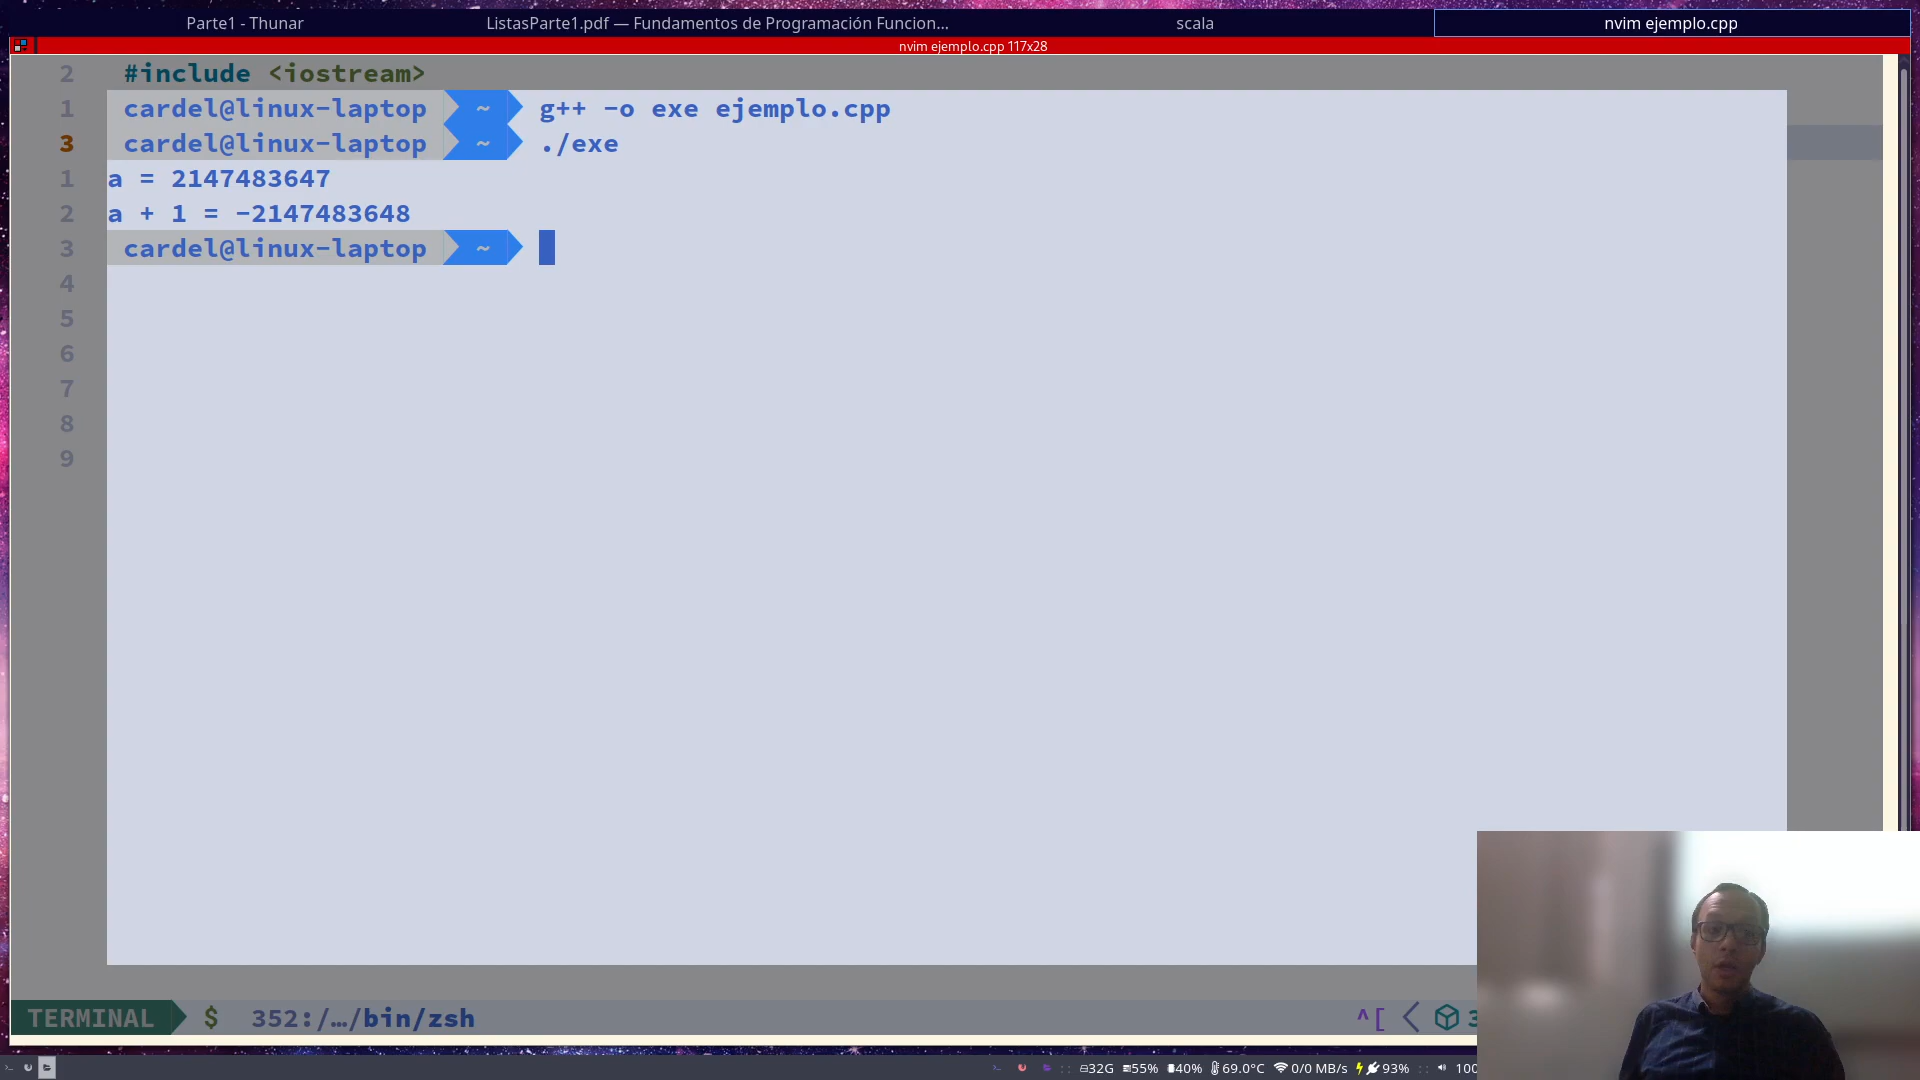 Parte1 - Thunar
ListasParte1.pdf — Fundamentos de Programación Funcion...
scala
nvim ejemplo.cpp
nvim ejemplo.cpp 117x28
2 #include <iostream>
1 cardel@linux-laptop ~ g++ -o exe ejemplo.cpp
3 cardel@linux-laptop ~ ./exe
1 a = 2147483647
2 a + 1 = -2147483648
3 cardel@linux-laptop ~
4
5
6
7
8
9
TERMINAL $ 352:/…/bin/zsh ^[ 3
32G 55% 40% 69.0°C 0/0 MB/s 93% 100